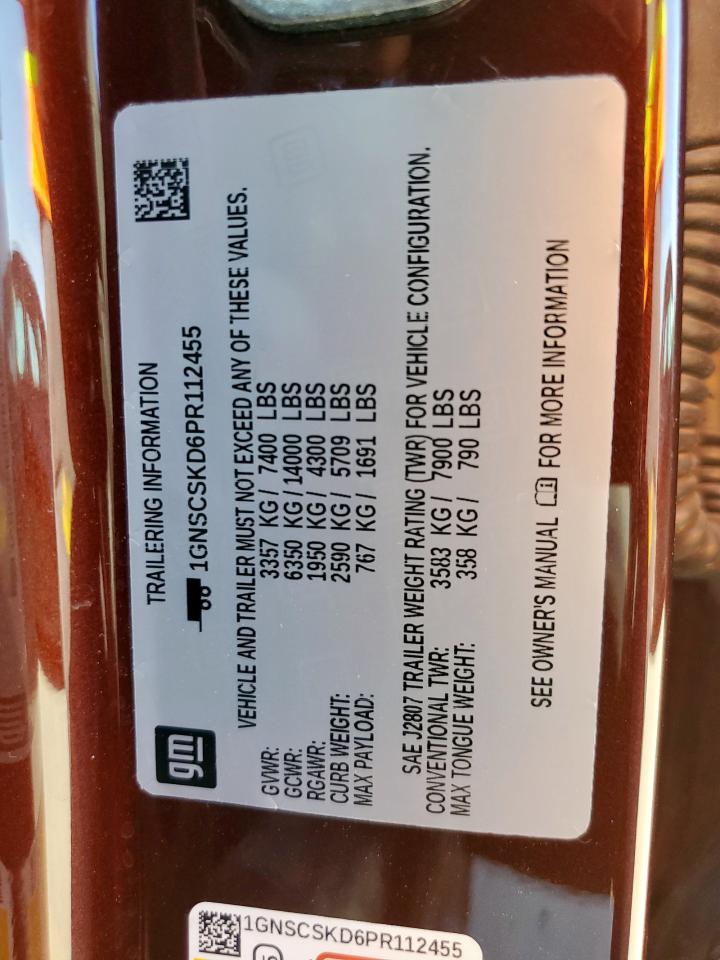 gm
TRAILERING INFORMATION
1GNSCSKD6PR112455
VEHICLE AND TRAILER MUST NOT EXCEED ANY OF THESE VALUES.
GVWR: 3357 KG / 7400 LBS
GCWR: 6350 KG / 14000 LBS
RGAWR: 1950 KG / 4300 LBS
CURB WEIGHT: 2590 KG / 5709 LBS
MAX PAYLOAD: 767 KG / 1691 LBS
SAE J2807 TRAILER WEIGHT RATING (TWR) FOR VEHICLE CONFIGURATION.
CONVENTIONAL TWR: 3583 KG / 7900 LBS
MAX TONGUE WEIGHT: 358 KG / 790 LBS
SEE OWNER'S MANUAL FOR MORE INFORMATION
1GNSCSKD6PR112455